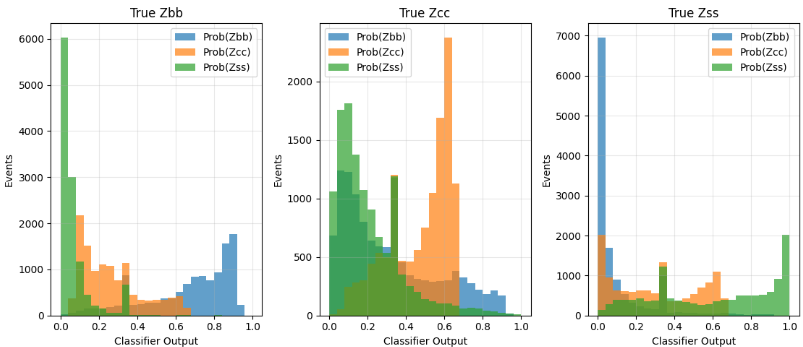 True Zbb
Prob(Zbb)
Prob(Zcc)
Prob(Zss)
Events
6000
5000
4000
3000
2000
1000
0
0.0 0.2 0.4 0.6 0.8 1.0
Classifier Output
True Zcc
Prob(Zbb)
Prob(Zcc)
Prob(Zss)
Events
2000
1500
1000
500
0
0.0 0.2 0.4 0.6 0.8 1.0
Classifier Output
True Zss
Prob(Zbb)
Prob(Zcc)
Prob(Zss)
Events
7000
6000
5000
4000
3000
2000
1000
0
0.0 0.2 0.4 0.6 0.8 1.0
Classifier Output